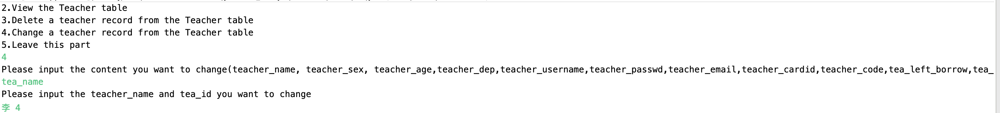 2.View the Teacher table
3.Delete a teacher record from the Teacher table
4.Change a teacher record from the Teacher table
5.Leave this part
4
Please input the content you want to change(teacher_name, teacher_sex, teacher_age,teacher_dep,teacher_username,teacher_passwd,teacher_email,teacher_cardid,teacher_code,tea_left_borrow,tea_
tea_name
Please input the teacher_name and tea_id you want to change
李 4